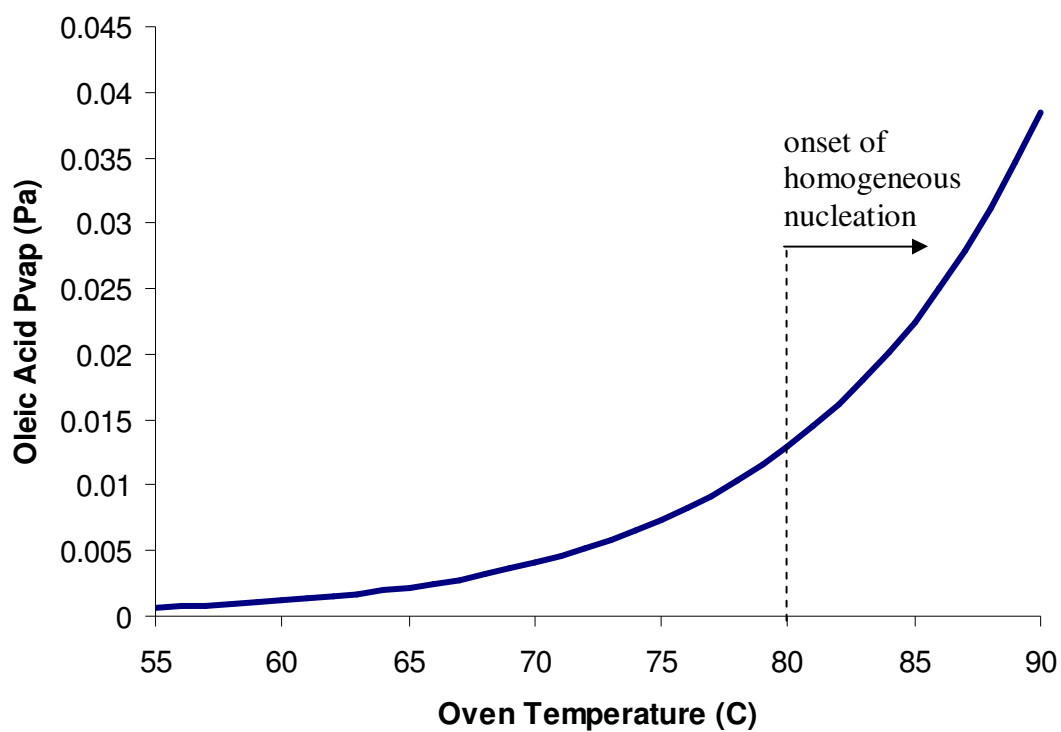 0.045
0.04
0.035
0.03
0.025
0.02
0.015
0.01
0.005
0
Oleic Acid Pvap (Pa)
onset of
homogeneous
nucleation
55 60 65 70 75 80 85 90
Oven Temperature (C)